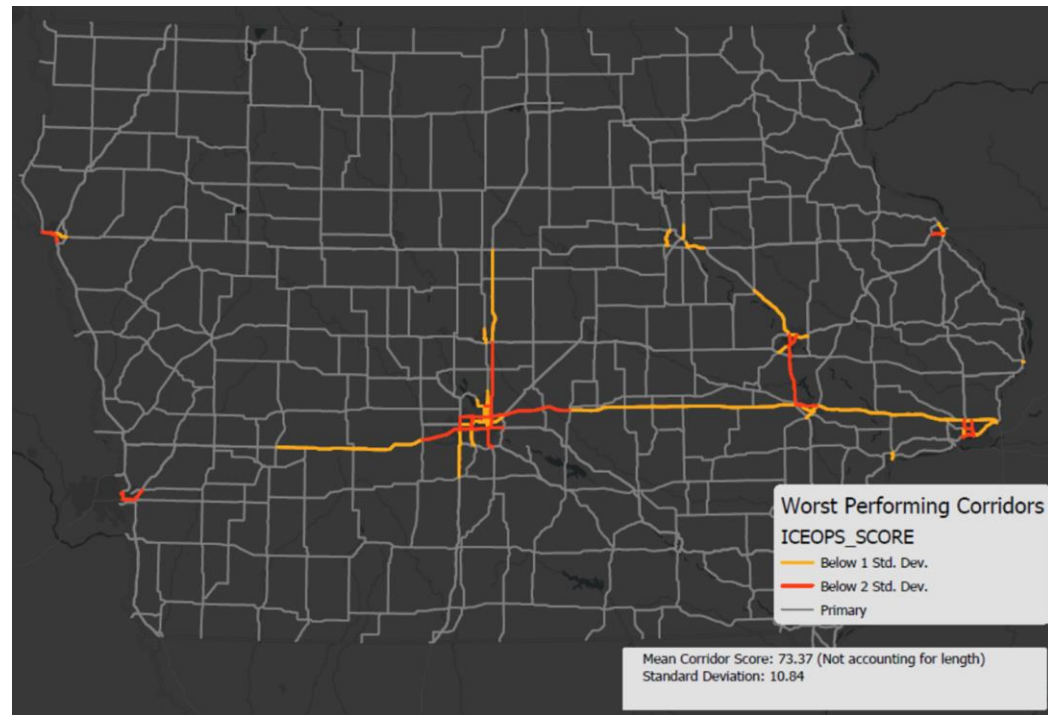 Worst Performing Corridors
ICEOPS_SCORE
Below 1 Std. Dev.
Below 2 Std. Dev.
Primary
Mean Corridor Score: 73.37 (Not accounting for length)
Standard Deviation: 10.84